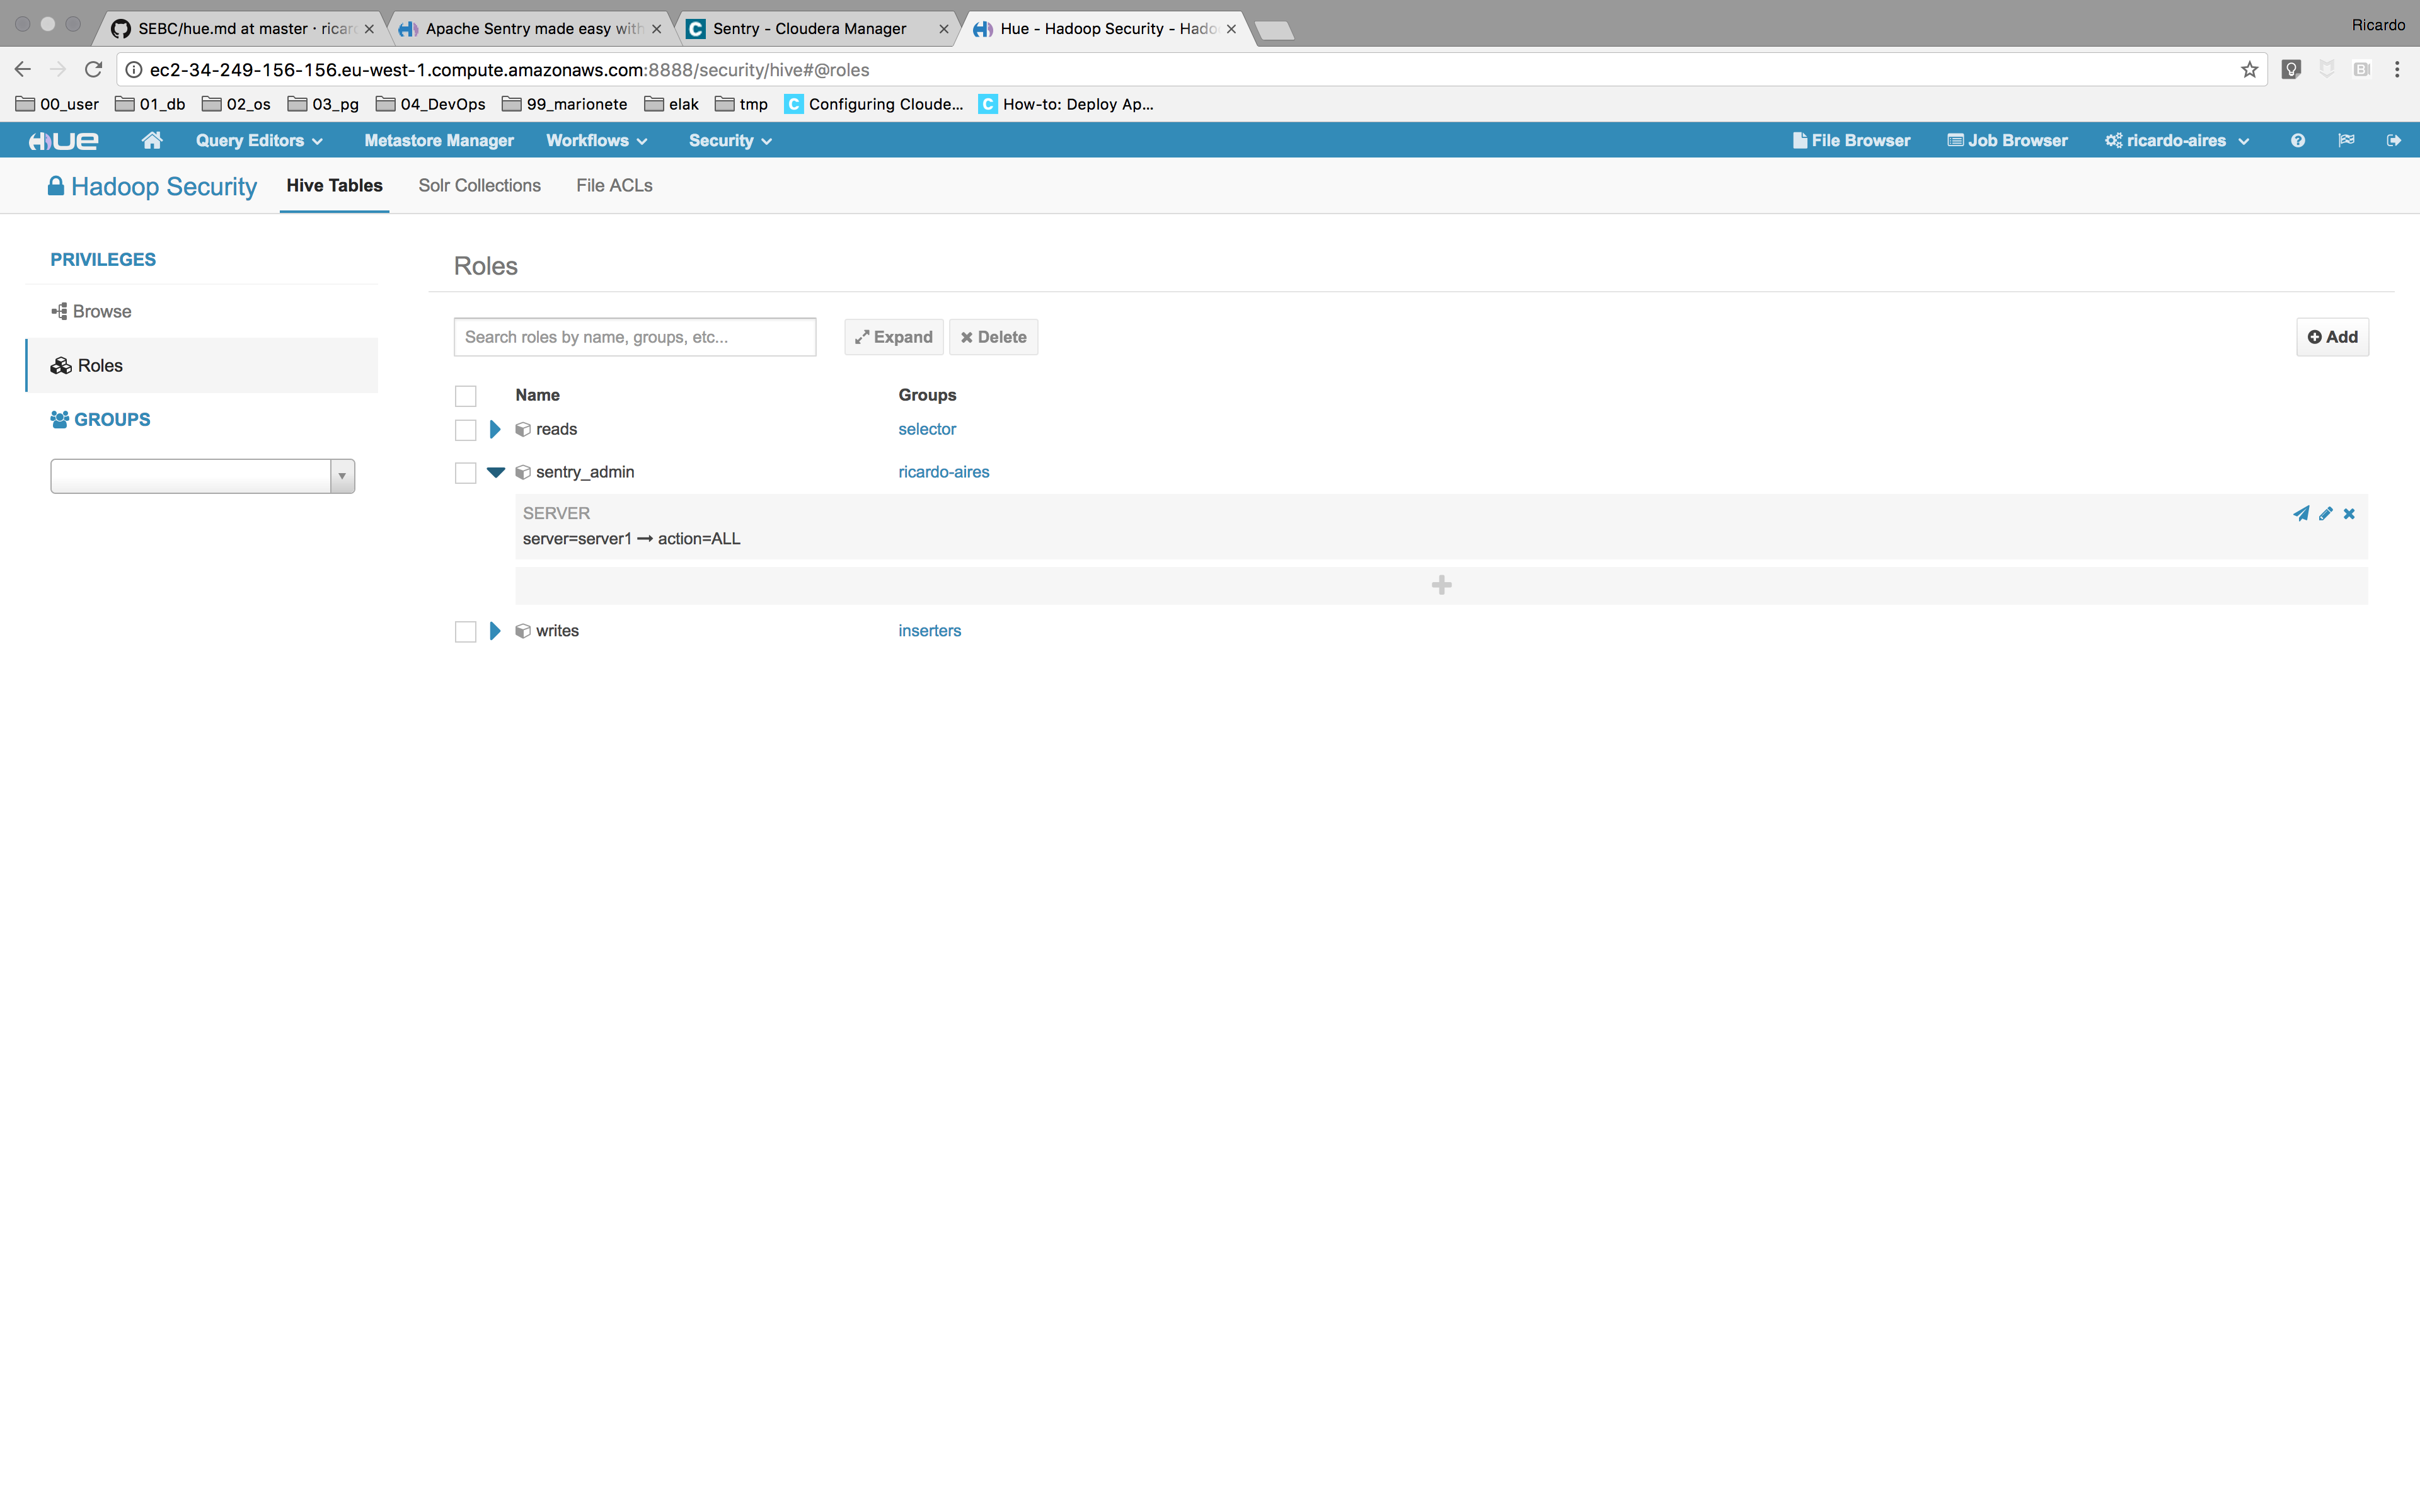 SEBC/hue.md at master · ricar
Apache Sentry made easy with
Sentry - Cloudera Manager
Hue - Hadoop Security - Hado
Ricardo
ec2-34-249-156-156.eu-west-1.compute.amazonaws.com:8888/security/hive#@roles
00_user 01_db 02_os 03_pg 04_DevOps 99_marionete elak tmp Configuring Cloude... How-to: Deploy Ap...
HUE Query Editors Metastore Manager Workflows Security File Browser Job Browser ricardo-aires
Hadoop Security Hive Tables Solr Collections File ACLs
PRIVILEGES
Browse
Roles
GROUPS
Roles
Search roles by name, groups, etc... Expand Delete Add
Name Groups
reads selector
sentry_admin ricardo-aires
SERVER
server=server1 → action=ALL
writes inserters